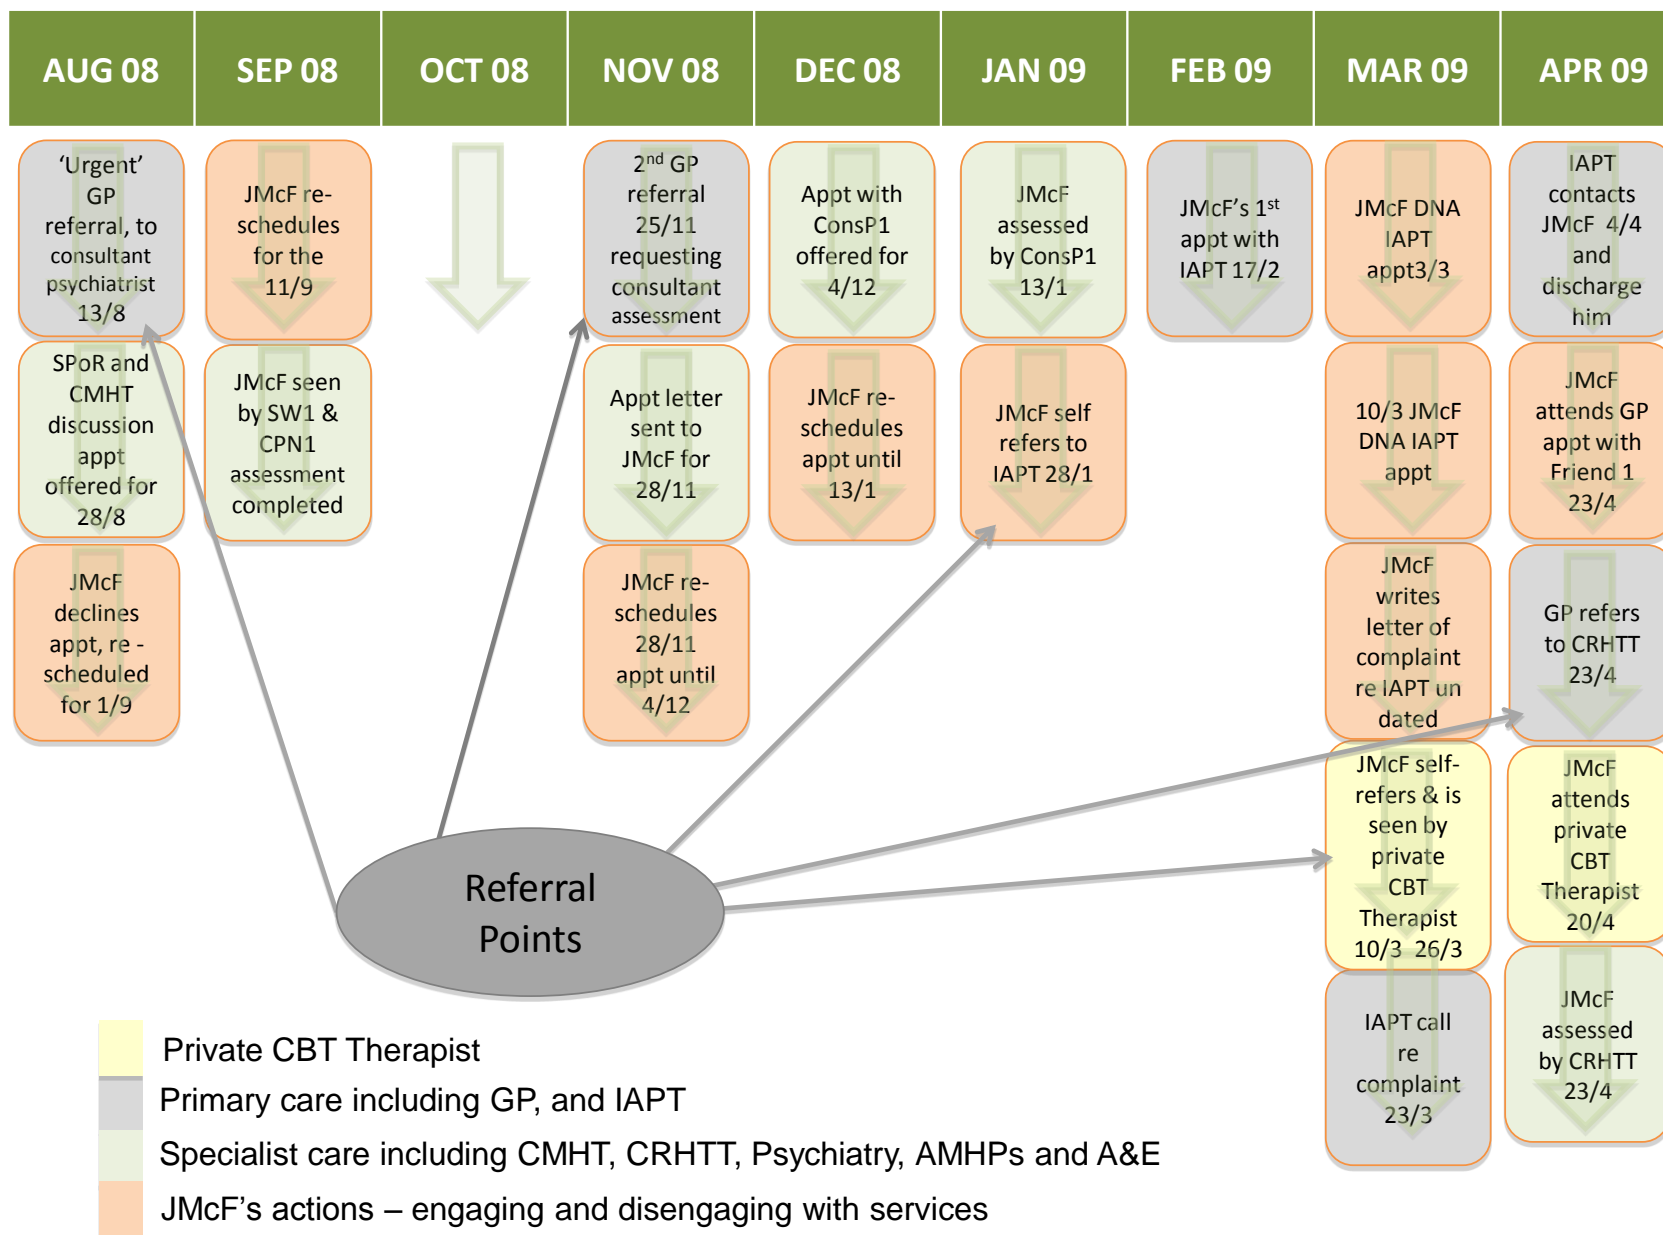 AUG 08
SEP 08
OCT 08
NOV 08
DEC 08
JAN 09
FEB 09
MAR 09
APR 09
‘Urgent’
GP
referral, to
consultant
psychiatrist
13/8
SPoR and
CMHT
discussion
appt
offered for
28/8
JMcF
declines
appt, re -
scheduled
for 1/9
JMcF re-
schedules
for the
11/9
JMcF seen
by SW1 &
CPN1
assessment
completed
2nd GP
referral
25/11
requesting
consultant
assessment
Appt letter
sent to
JMcF for
28/11
JMcF re-
schedules
28/11
appt until
4/12
Appt with
ConsP1
offered for
4/12
JMcF re-
schedules
appt until
13/1
JMcF
assessed
by ConsP1
13/1
JMcF self
refers to
IAPT 28/1
JMcF’s 1st
appt with
IAPT 17/2
JMcF DNA
IAPT
appt3/3
10/3 JMcF
DNA IAPT
appt
JMcF
writes
letter of
complaint
re IAPT un
dated
JMcF self-
refers & is
seen by
private
CBT
Therapist
10/3 26/3
IAPT call
re
complaint
23/3
IAPT
contacts
JMcF 4/4
and
discharge
him
JMcF
attends GP
appt with
Friend 1
23/4
GP refers
to CRHTT
23/4
JMcF
attends
private
CBT
Therapist
20/4
JMcF
assessed
by CRHTT
23/4
Referral
Points
Private CBT Therapist
Primary care including GP, and IAPT
Specialist care including CMHT, CRHTT, Psychiatry, AMHPs and A&E
JMcF’s actions – engaging and disengaging with services